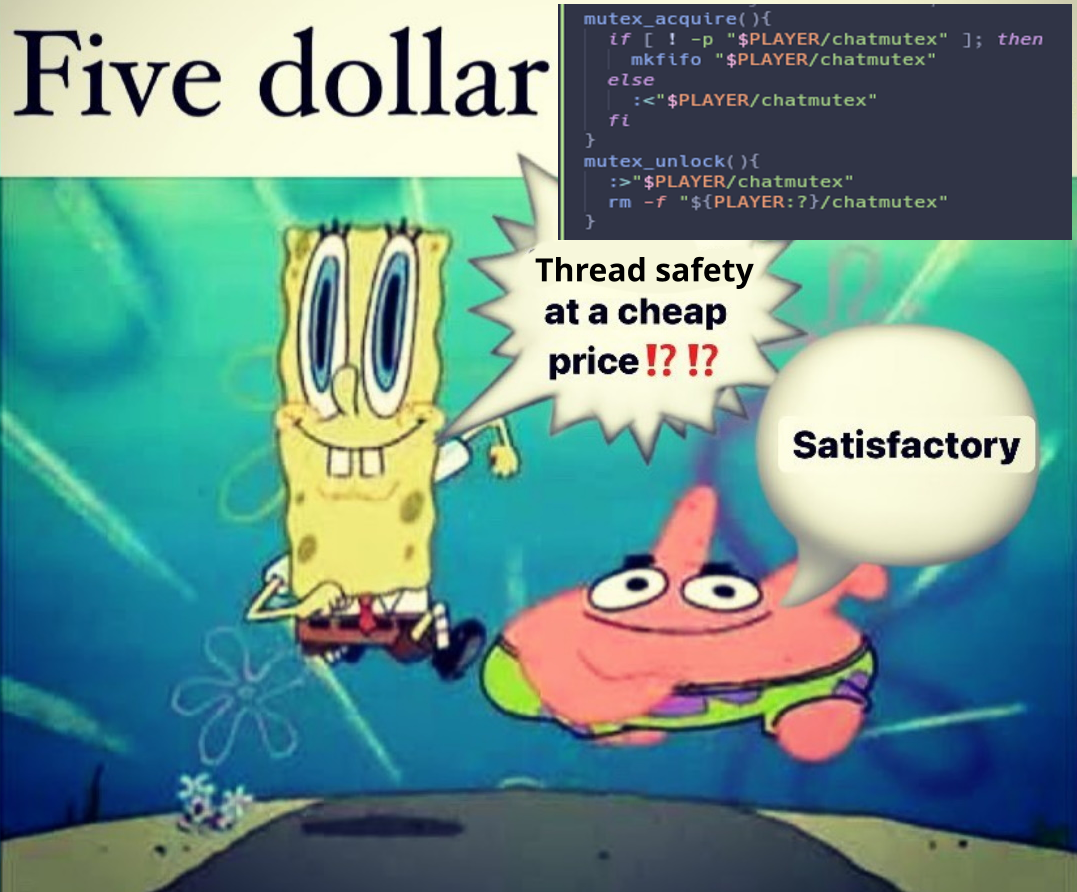 Five dollar
mutex_acquire(){
if [ ! -p "$PLAYER/chatmutex" ]; then
mkfifo "$PLAYER/chatmutex"
else
:<"$PLAYER/chatmutex"
fi
}
mutex_unlock(){
:>"$PLAYER/chatmutex"
rm -f "${PLAYER:?}/chatmutex"
}
Thread safety
at a cheap
price⁉️⁉️
Satisfactory